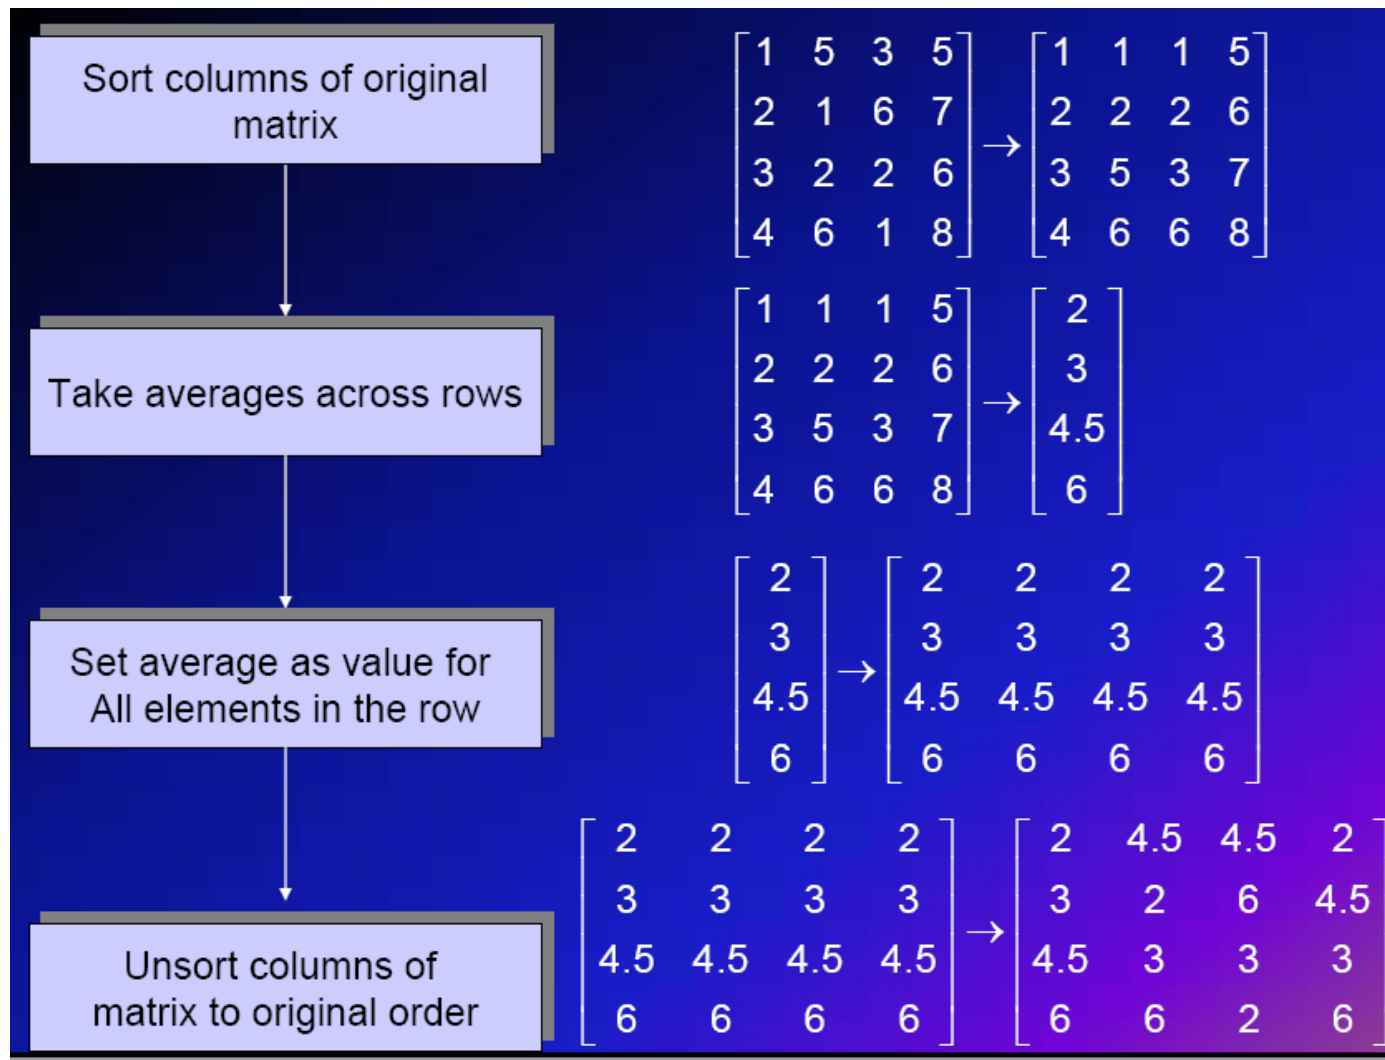 Sort columns of original
matrix
1 5 3 5 1 1 1 5
2 1 6 7 2 2 2 6
3 2 2 6 → 3 5 3 7
4 6 1 8 4 6 6 8
Take averages across rows
1 1 1 5 2
2 2 2 6 3
3 5 3 7 → 4.5
4 6 6 8 6
Set average as value for
All elements in the row
2 2 2 2 2
3 3 3 3 3
4.5 → 4.5 4.5 4.5 4.5
6 6 6 6 6
Unsort columns of
matrix to original order
2 2 2 2 2 4.5 4.5 2
3 3 3 3 3 2 6 4.5
4.5 4.5 4.5 4.5 → 4.5 3 3 3
6 6 6 6 6 6 2 6